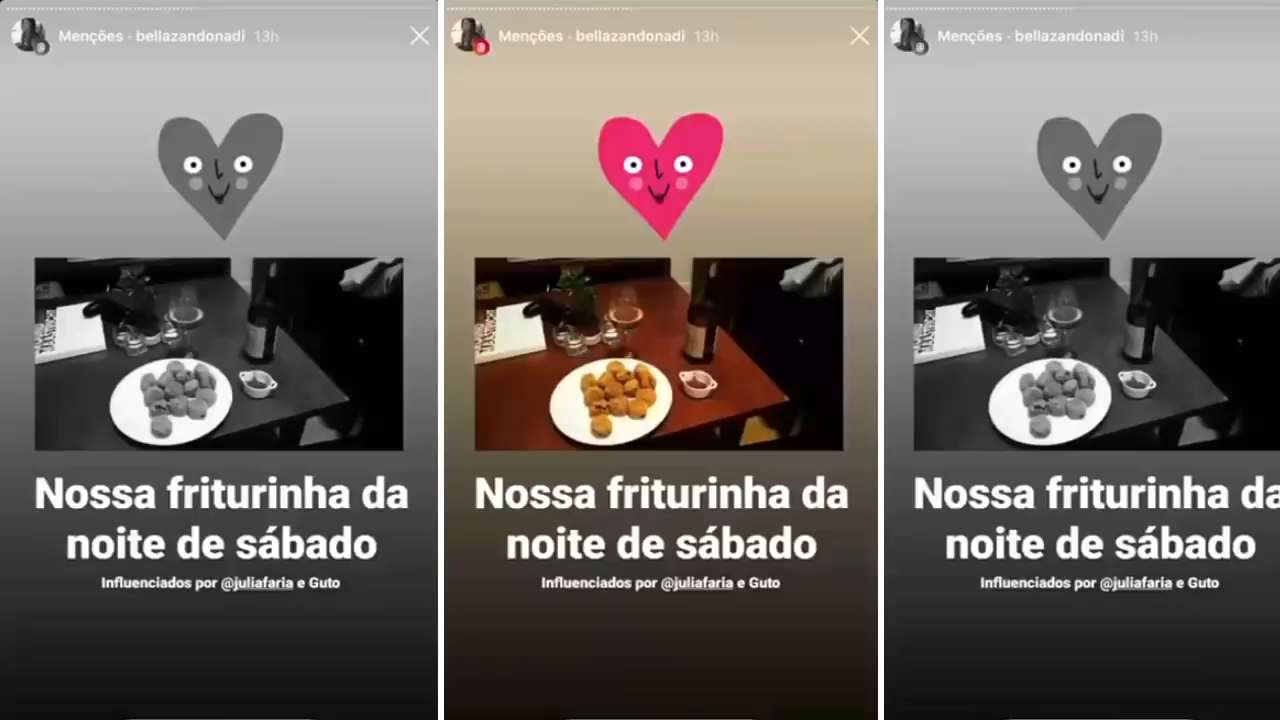 Menções · bellazandonadi 13h
Nossa friturinha da
noite de sábado
Influenciados por @juliafaria e Guto
Menções · bellazandonadi 13h
Nossa friturinha da
noite de sábado
Influenciados por @juliafaria e Guto
Menções · bellazandonadi 13h
Nossa friturinha da
noite de sábado
Influenciados por @juliafaria e Guto